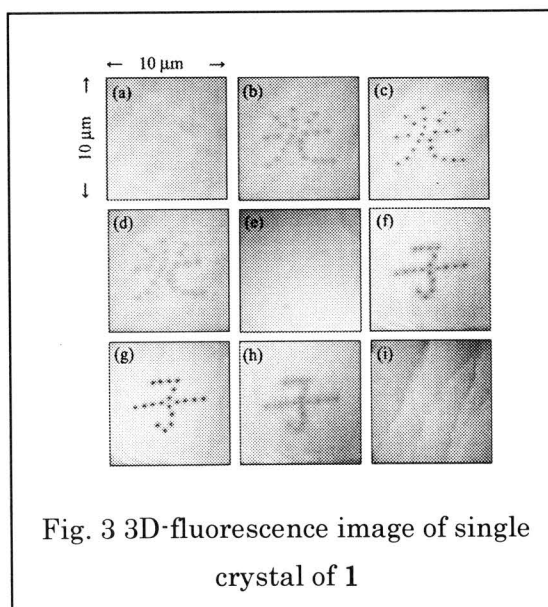 10 μm
10 μm
(a) (b) (c)
光 光
(d) (e) (f)
光 子
(g) (h) (i)
子 子
Fig. 3 3D-fluorescence image of single
crystal of 1